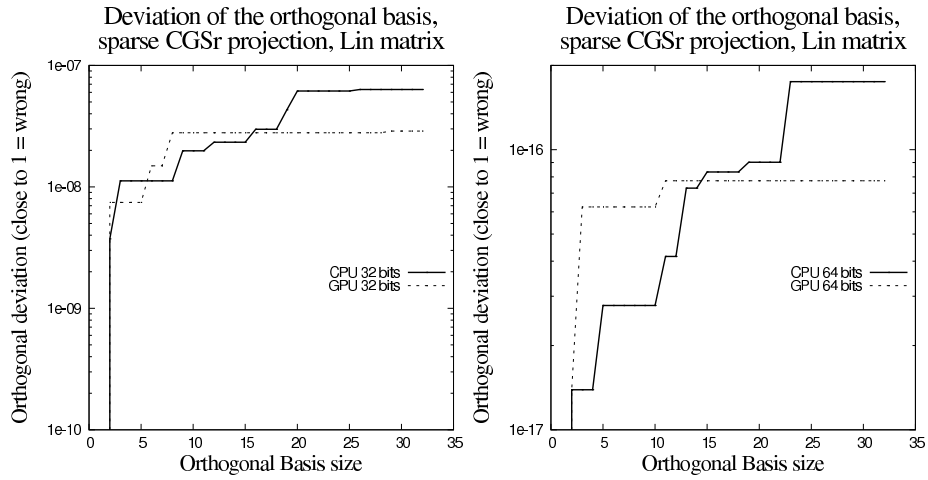 Deviation of the orthogonal basis,
sparse CGSr projection, Lin matrix
Orthogonal deviation (close to 1 = wrong)
1e-07
1e-08
1e-09
1e-10
CPU 32 bits
GPU 32 bits
0 5 10 15 20 25 30 35
Orthogonal Basis size
Deviation of the orthogonal basis,
sparse CGSr projection, Lin matrix
Orthogonal deviation (close to 1 = wrong)
1e-16
1e-17
CPU 64 bits
GPU 64 bits
0 5 10 15 20 25 30 35
Orthogonal Basis size